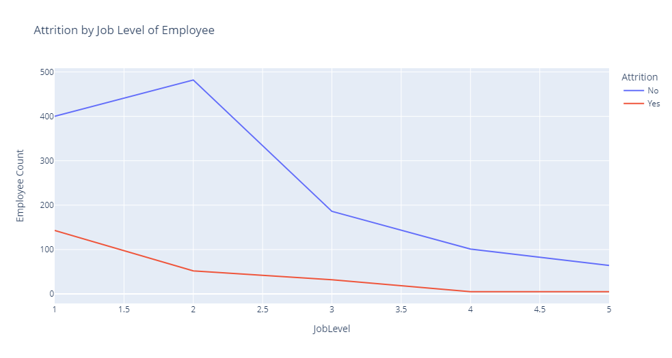 Attrition by Job Level of Employee
Attrition
No
Yes
Employee Count
500
400
300
200
100
0
1
1.5
2
2.5
3
3.5
4
4.5
5
JobLevel